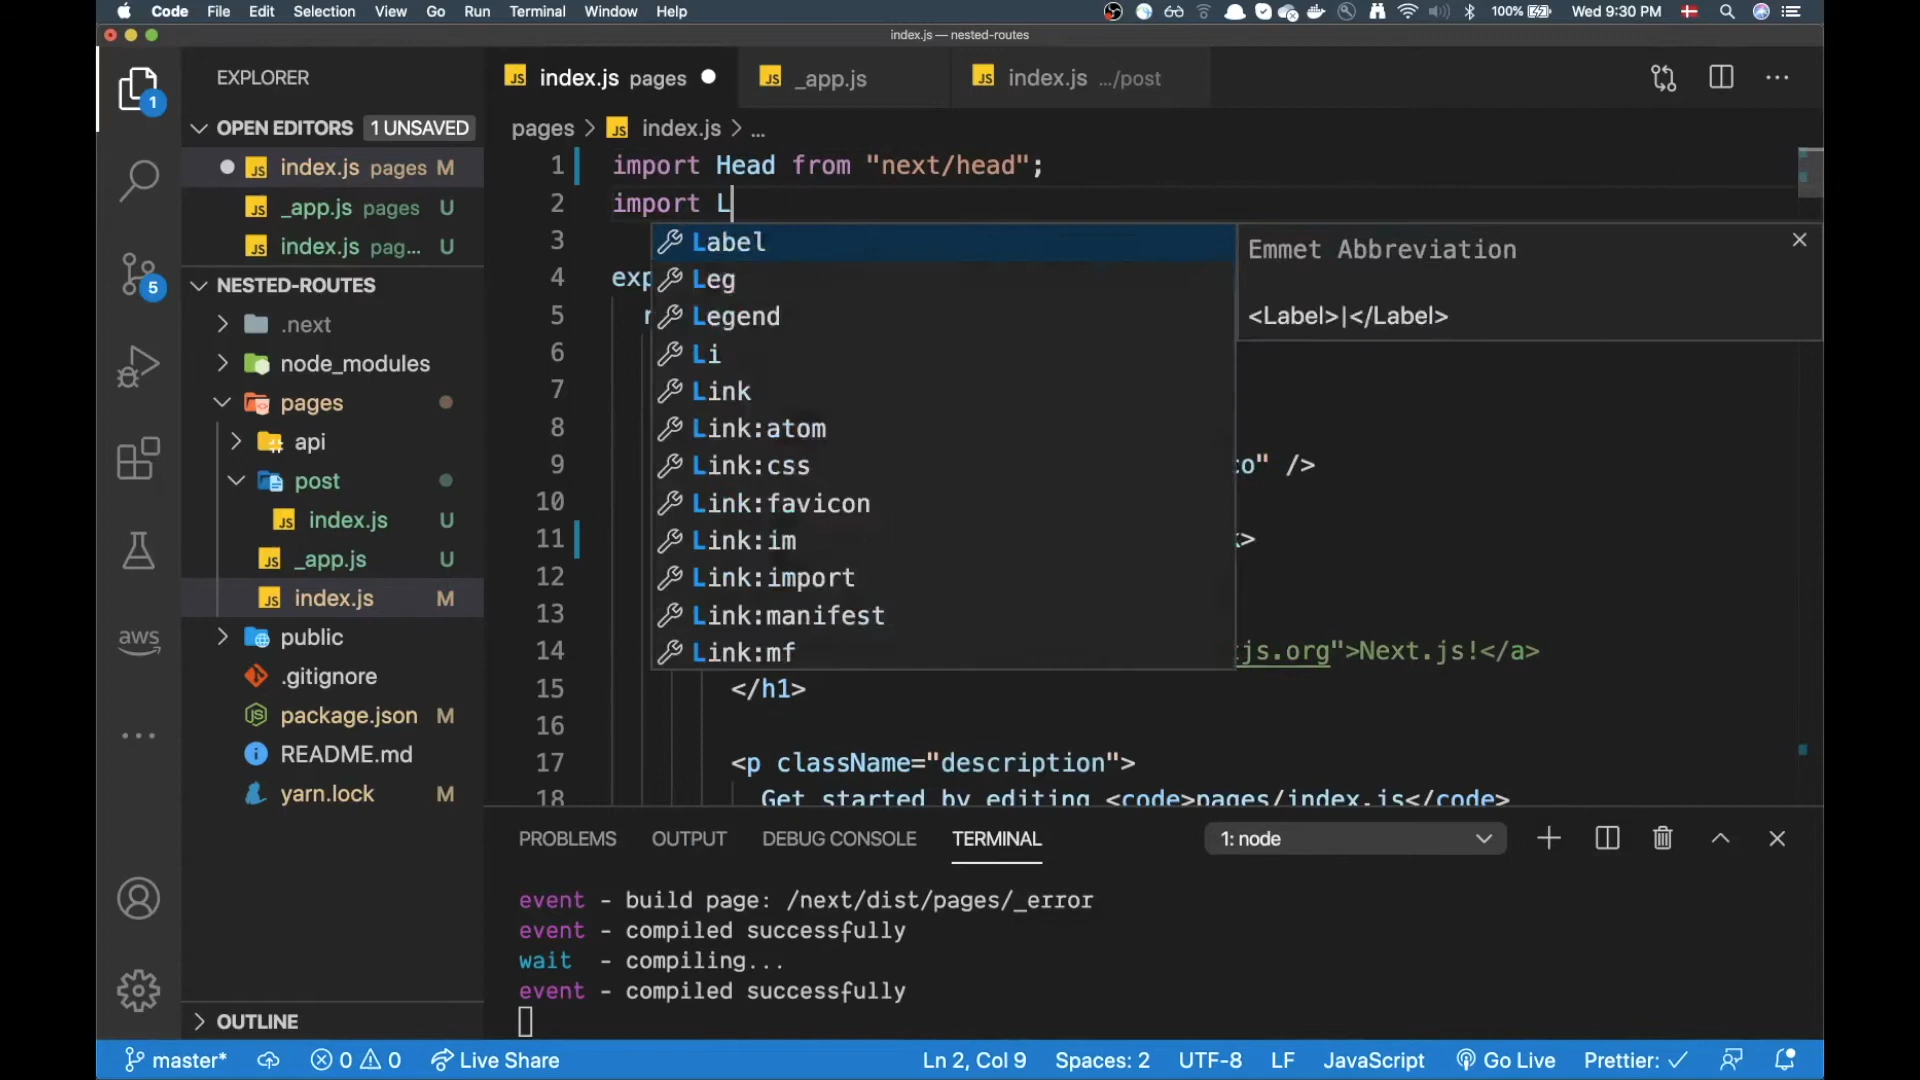 Code File Edit Selection View Go Run Terminal Window Help
100% Wed 9:30 PM
index.js — nested-routes
1
EXPLORER
index.js pages
_app.js
index.js .../post
OPEN EDITORS 1 UNSAVED
index.js pages M
_app.js pages U
index.js pag... U
NESTED-ROUTES
.next
node_modules
pages
api
post
index.js U
_app.js U
index.js M
public
.gitignore
package.json M
README.md
yarn.lock M
OUTLINE
5
aws
pages > JS index.js > ...
1 import Head from "next/head";
2 import L
3
4 exp
5 r
6
7
8
9 co" />
10
11 k>
12
13
14 tjs.org">Next.js!</a>
15 </h1>
16
17 <p className="description">
18 Get started by editing <code>pages/index.js</code>
Label
Leg
Legend
Li
Link
Link:atom
Link:css
Link:favicon
Link:im
Link:import
Link:manifest
Link:mf
Emmet Abbreviation
<Label>|</Label>
PROBLEMS OUTPUT DEBUG CONSOLE TERMINAL 1: node
event - build page: /next/dist/pages/_error
event - compiled successfully
wait - compiling...
event - compiled successfully
master* 0 0 Live Share Ln 2, Col 9 Spaces: 2 UTF-8 LF JavaScript Go Live Prettier: ✓